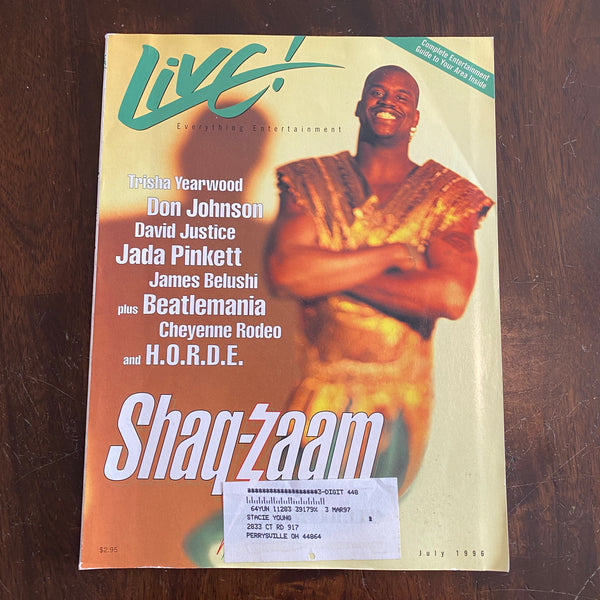 Live!
Complete Entertainment
Guide to Your Area Inside
Everything Entertainment
Trisha Yearwood
Don Johnson
David Justice
Jada Pinkett
James Belushi
plus Beatlemania
Cheyenne Rodeo
and H.O.R.D.E.
Shaq-zaam
********************3-DIGIT 448
64YUN 11283 39179% 3 MAR97
STACIE YOUNG
2833 CT RD 917
PERRYSVILLE OH 44864
$2.95
July 1996